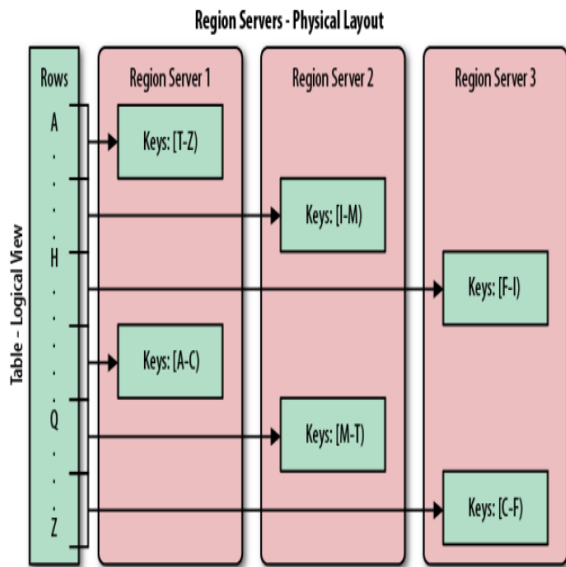 Region Servers - Physical Layout
Table - Logical View
Rows
A
.
.
.
.
H
.
.
.
.
.
Q
.
.
.
Z
Region Server 1
Keys: [T-Z)
Keys: [A-C)
Region Server 2
Keys: [I-M)
Keys: [M-T)
Region Server 3
Keys: [F-I)
Keys: [C-F)